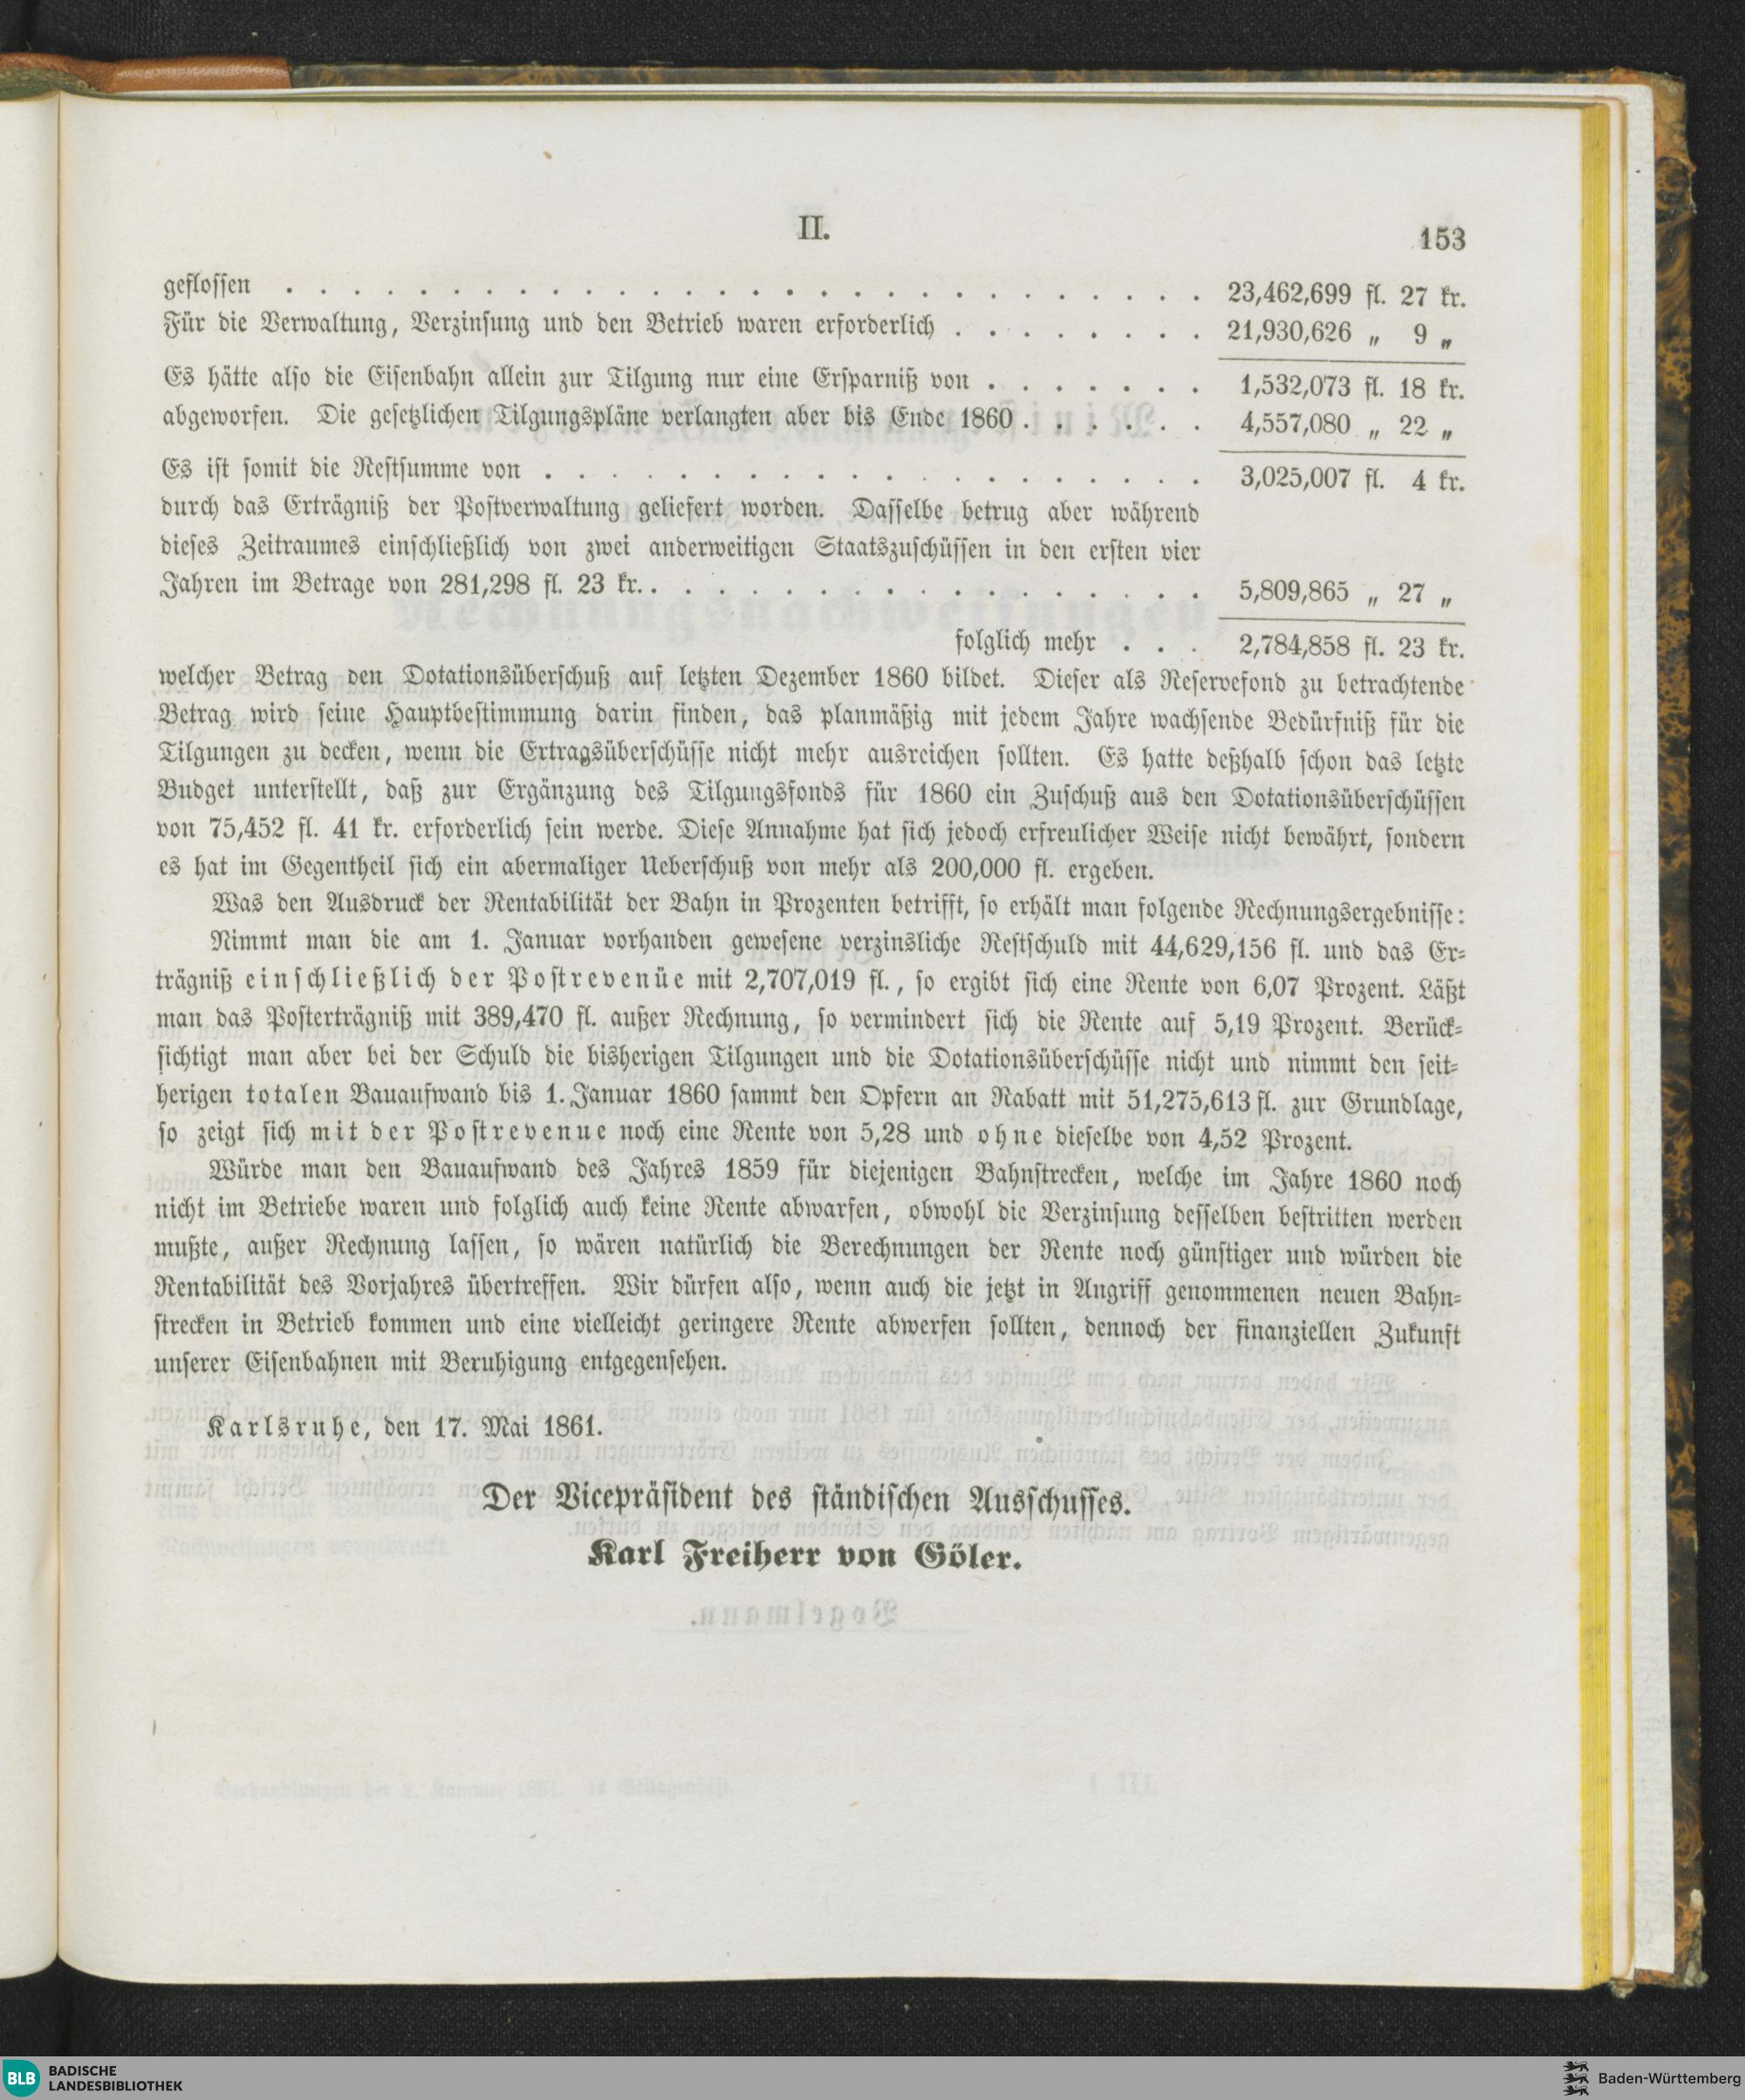 II.
153
geflossen . . . . . . . . . . . . . . . . . . . . . . . . . . . . 23,462,699 fl. 27 kr.
Für die Verwaltung, Verzinsung und den Betrieb waren erforderlich . . . . . . . . 21,930,626 „ 9 „
Es hätte also die Eisenbahn allein zur Tilgung nur eine Ersparniß von . . . . . . . 1,532,073 fl. 18 kr.
abgeworfen. Die gesetzlichen Tilgungspläne verlangten aber bis Ende 1860 . . . . . . 4,557,080 „ 22 „
Es ist somit die Restsumme von . . . . . . . . . . . . . . . . . . . . 3,025,007 fl. 4 kr.
durch das Erträgniß der Postverwaltung geliefert worden. Dasselbe betrug aber während
dieses Zeitraumes einschließlich von zwei anderweitigen Staatszuschüssen in den ersten vier
Jahren im Betrage von 281,298 fl. 23 kr. . . . . . . . . . . . . . . . . . . 5,809,865 „ 27 „
folglich mehr . . . 2,784,858 fl. 23 kr.
welcher Betrag den Dotationsüberschuß auf letzten Dezember 1860 bildet. Dieser als Reservefond zu betrachtende
Betrag wird seine Hauptbestimmung darin finden, das planmäßig mit jedem Jahre wachsende Bedürfniß für die
Tilgungen zu decken, wenn die Ertragsüberschüsse nicht mehr ausreichen sollten. Es hatte deßhalb schon das letzte
Budget unterstellt, daß zur Ergänzung des Tilgungsfonds für 1860 ein Zuschuß aus den Dotationsüberschüssen
von 75,452 fl. 41 kr. erforderlich sein werde. Diese Annahme hat sich jedoch erfreulicher Weise nicht bewährt, sondern
es hat im Gegentheil sich ein abermaliger Ueberschuß von mehr als 200,000 fl. ergeben.
Was den Ausdruck der Rentabilität der Bahn in Prozenten betrifft, so erhält man folgende Rechnungsergebnisse:
Nimmt man die am 1. Januar vorhanden gewesene verzinsliche Restschuld mit 44,629,156 fl. und das Er-
trägniß einschließlich der Postrevenüe mit 2,707,019 fl., so ergibt sich eine Rente von 6,07 Prozent. Läßt
man das Posterträgniß mit 389,470 fl. außer Rechnung, so vermindert sich die Rente auf 5,19 Prozent. Berück-
sichtigt man aber bei der Schuld die bisherigen Tilgungen und die Dotationsüberschüsse nicht und nimmt den seit-
herigen totalen Bauaufwand bis 1. Januar 1860 sammt den Opfern an Rabatt mit 51,275,613 fl. zur Grundlage,
so zeigt sich mit der Postrevenue noch eine Rente von 5,28 und ohne dieselbe von 4,52 Prozent.
Würde man den Bauaufwand des Jahres 1859 für diejenigen Bahnstrecken, welche im Jahre 1860 noch
nicht im Betriebe waren und folglich auch keine Rente abwarfen, obwohl die Verzinsung desselben bestritten werden
mußte, außer Rechnung lassen, so wären natürlich die Berechnungen der Rente noch günstiger und würden die
Rentabilität des Vorjahres übertreffen. Wir dürfen also, wenn auch die jetzt in Angriff genommenen neuen Bahn-
strecken in Betrieb kommen und eine vielleicht geringere Rente abwerfen sollten, dennoch der finanziellen Zukunft
unserer Eisenbahnen mit Beruhigung entgegensehen.
Karlsruhe, den 17. Mai 1861.
Der Vicepräsident des ständischen Ausschusses.
Karl Freiherr von Göler.
BLB BADISCHE
LANDESBIBLIOTHEK
Baden-Württemberg